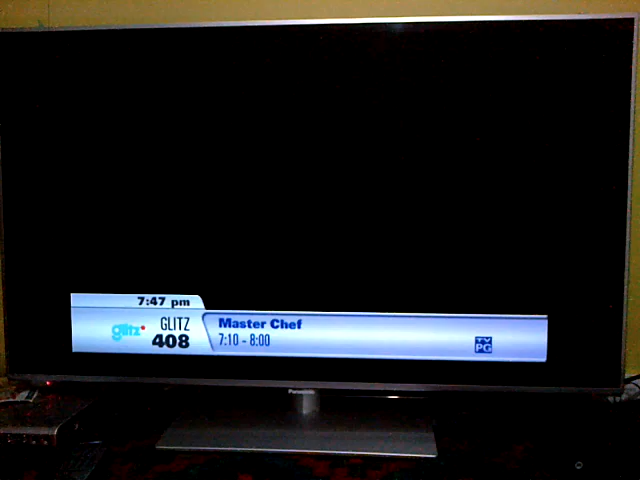 7:47 pm
glitz GLITZ
408
Master Chef
7:10 - 8:00
TV
PG
Panasonic